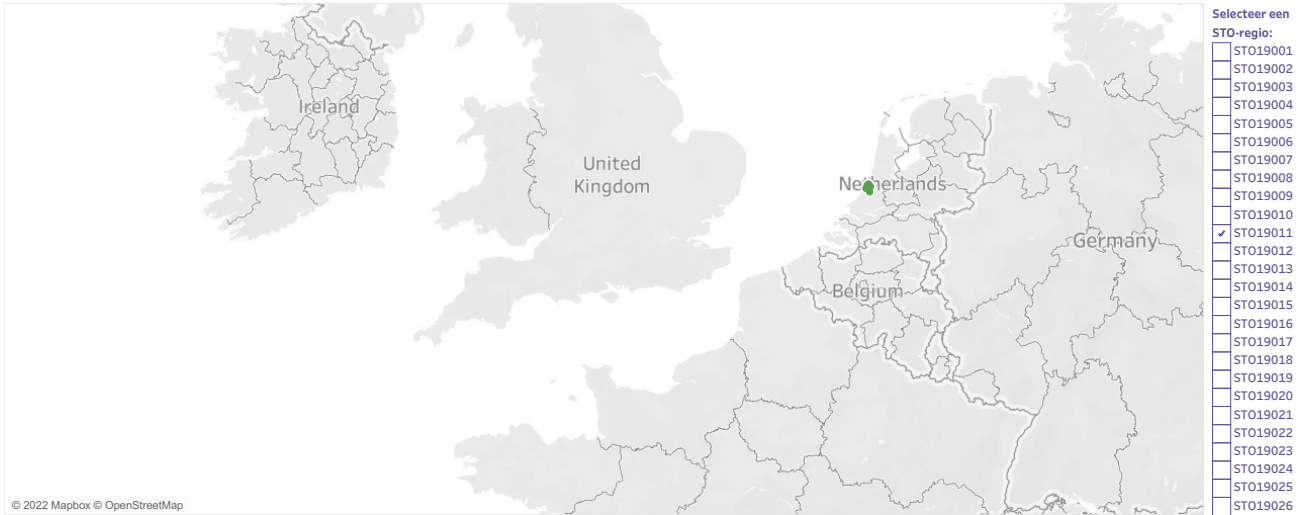 Ireland
United
Kingdom
Netherlands
Germany
Belgium
© 2022 Mapbox © OpenStreetMap
Selecteer een
STO-regio:
STO19001
STO19002
STO19003
STO19004
STO19005
STO19006
STO19007
STO19008
STO19009
STO19010
STO19011
STO19012
STO19013
STO19014
STO19015
STO19016
STO19017
STO19018
STO19019
STO19020
STO19021
STO19022
STO19023
STO19024
STO19025
STO19026